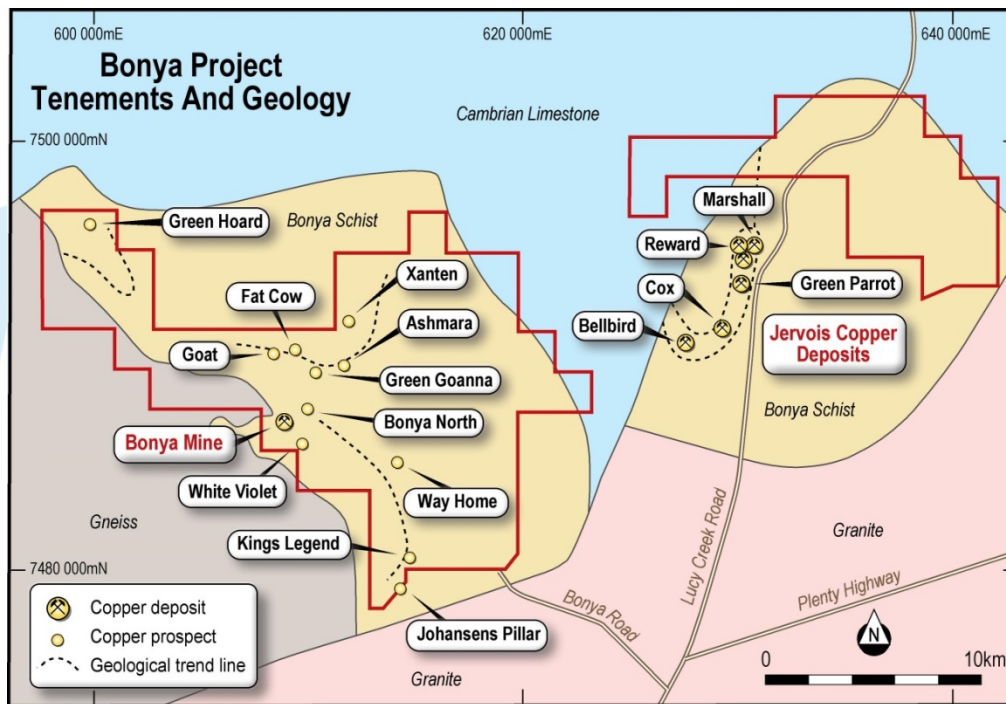 600 000mE
620 000mE
640 000mE
Bonya Project
Tenements And Geology
Cambrian Limestone
7500 000mN
Marshall
Green Hoard
Bonya Schist
Reward
Xanten
Fat Cow
Cox
Green Parrot
Ashmara
Bellbird
Jervois Copper
Deposits
Goat
Green Goanna
Bonya North
Bonya Schist
Bonya Mine
White Violet
Way Home
Gneiss
Kings Legend
Granite
Lucy Creek Road
7480 000mN
Plenty Highway
Bonya Road
Copper deposit
Copper prospect
Geological trend line
Johansens Pillar
N
0
10km
Granite